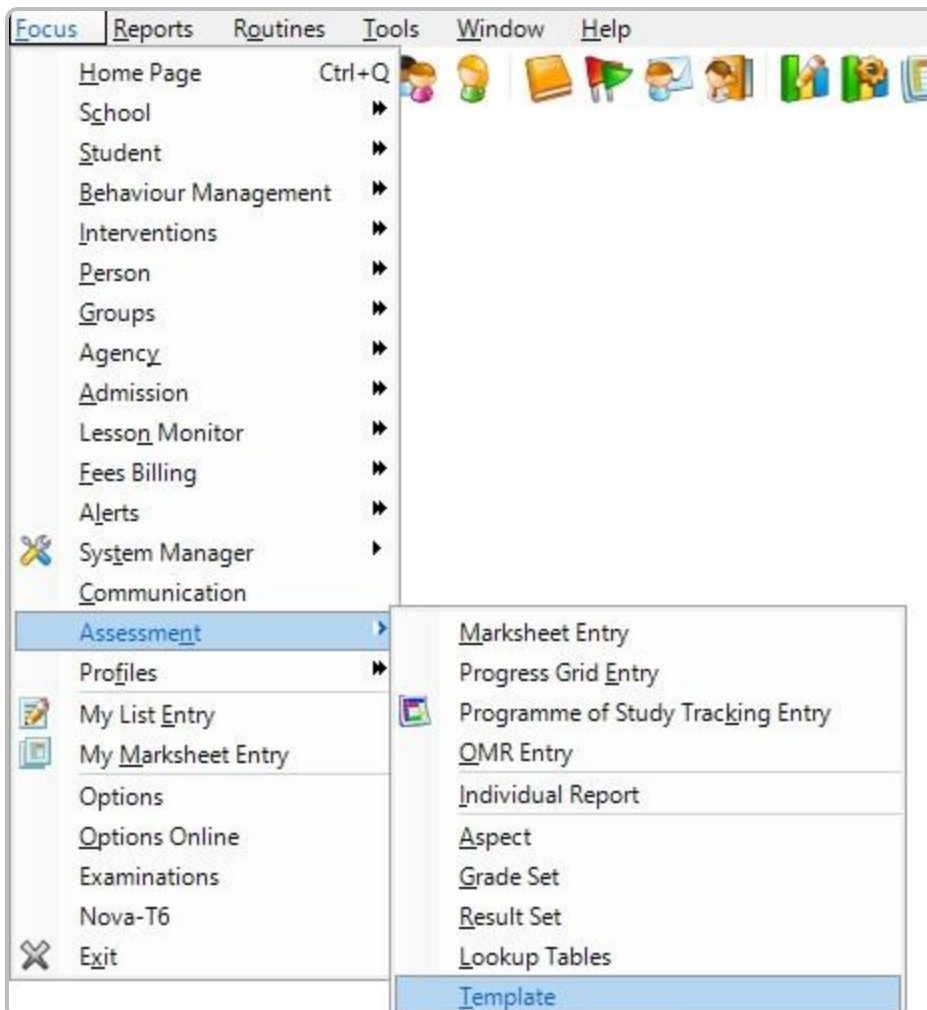 Focus Reports Routines Tools Window Help
Home Page Ctrl+Q
School
Student
Behaviour Management
Interventions
Person
Groups
Agency
Admission
Lesson Monitor
Fees Billing
Alerts
System Manager
Communication
Assessment
Profiles
My List Entry
My Marksheet Entry
Options
Options Online
Examinations
Nova-T6
Exit
Marksheet Entry
Progress Grid Entry
Programme of Study Tracking Entry
OMR Entry
Individual Report
Aspect
Grade Set
Result Set
Lookup Tables
Template